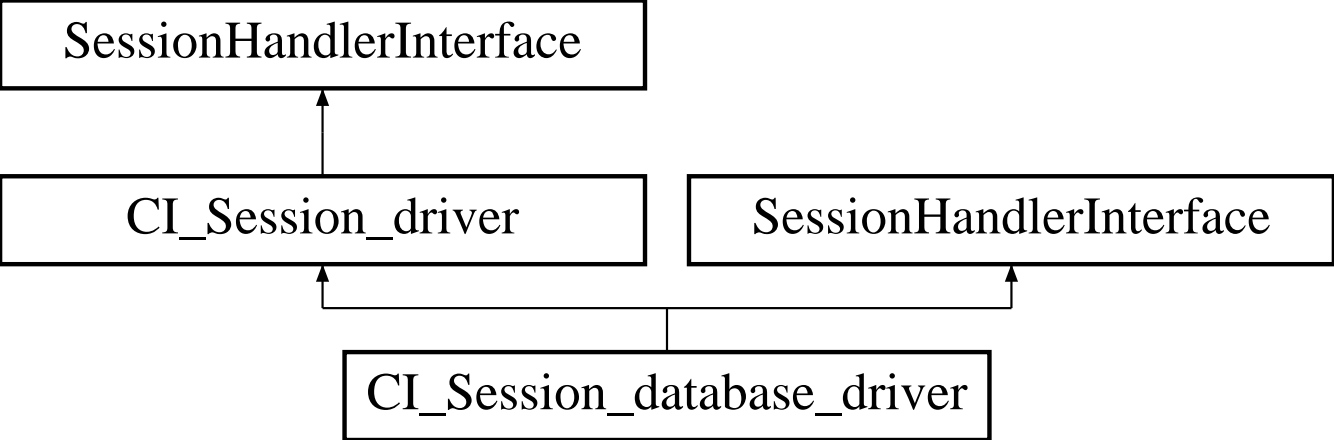 SessionHandlerInterface
CI_Session_driver
SessionHandlerInterface
CI_Session_database_driver